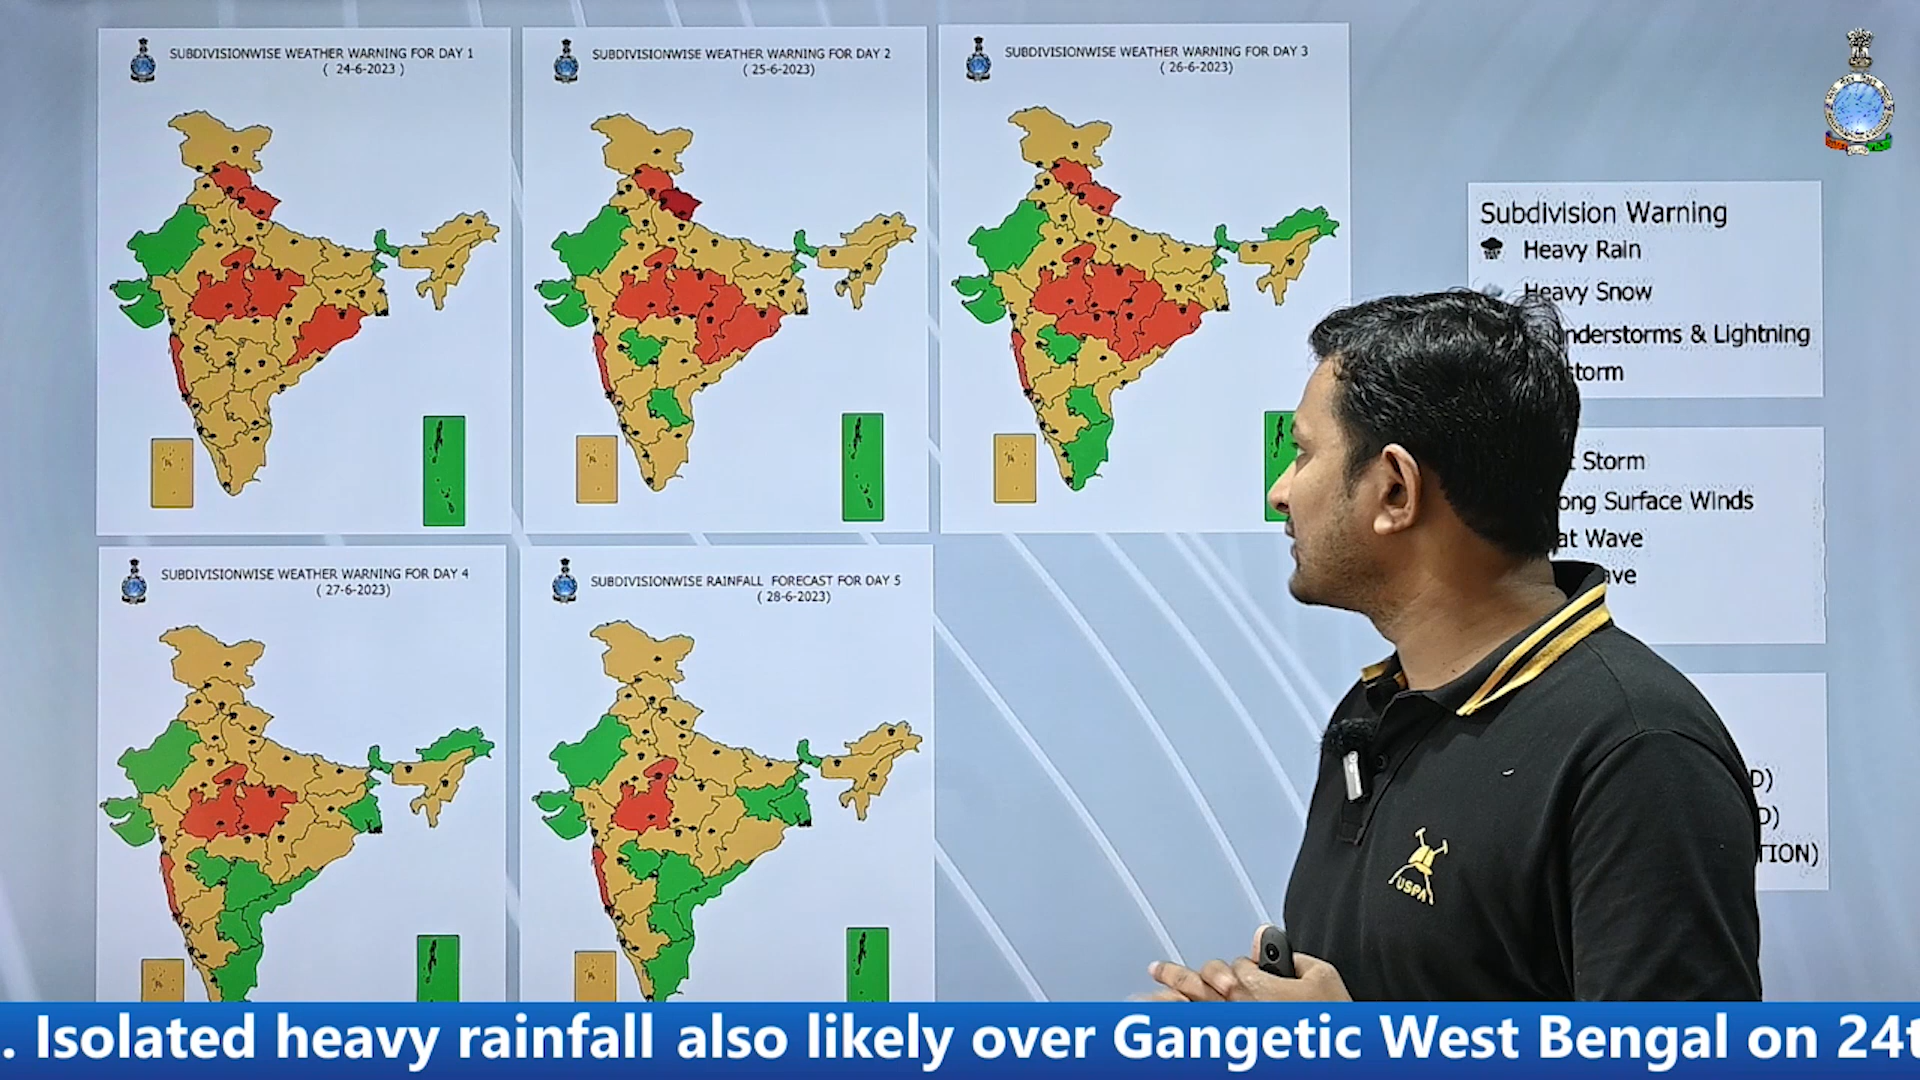 SUBDIVISIONWISE WEATHER WARNING FOR DAY 1
( 24-6-2023 )
SUBDIVISIONWISE WEATHER WARNING FOR DAY 2
( 25-6-2023)
SUBDIVISIONWISE WEATHER WARNING FOR DAY 3
( 26-6-2023)
Subdivision Warning
Heavy Rain
Heavy Snow
nderstorms & Lightning
storm
t Storm
ong Surface Winds
at Wave
ave
SUBDIVISIONWISE WEATHER WARNING FOR DAY 4
( 27-6-2023)
SUBDIVISIONWISE RAINFALL FORECAST FOR DAY 5
( 28-6-2023)
D)
D)
TION)
USPA
. Isolated heavy rainfall also likely over Gangetic West Bengal on 24t